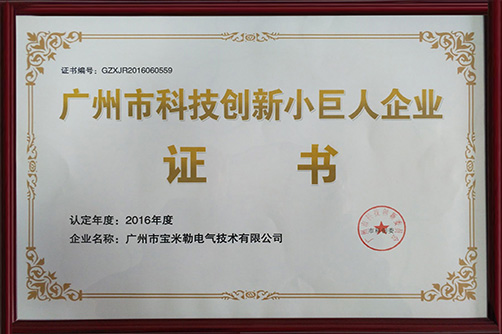 证书编号：GZXJR2016060559
广州市科技创新小巨人企业
证 书
认定年度：2016年度
企业名称：广州市宝米勒电气技术有限公司